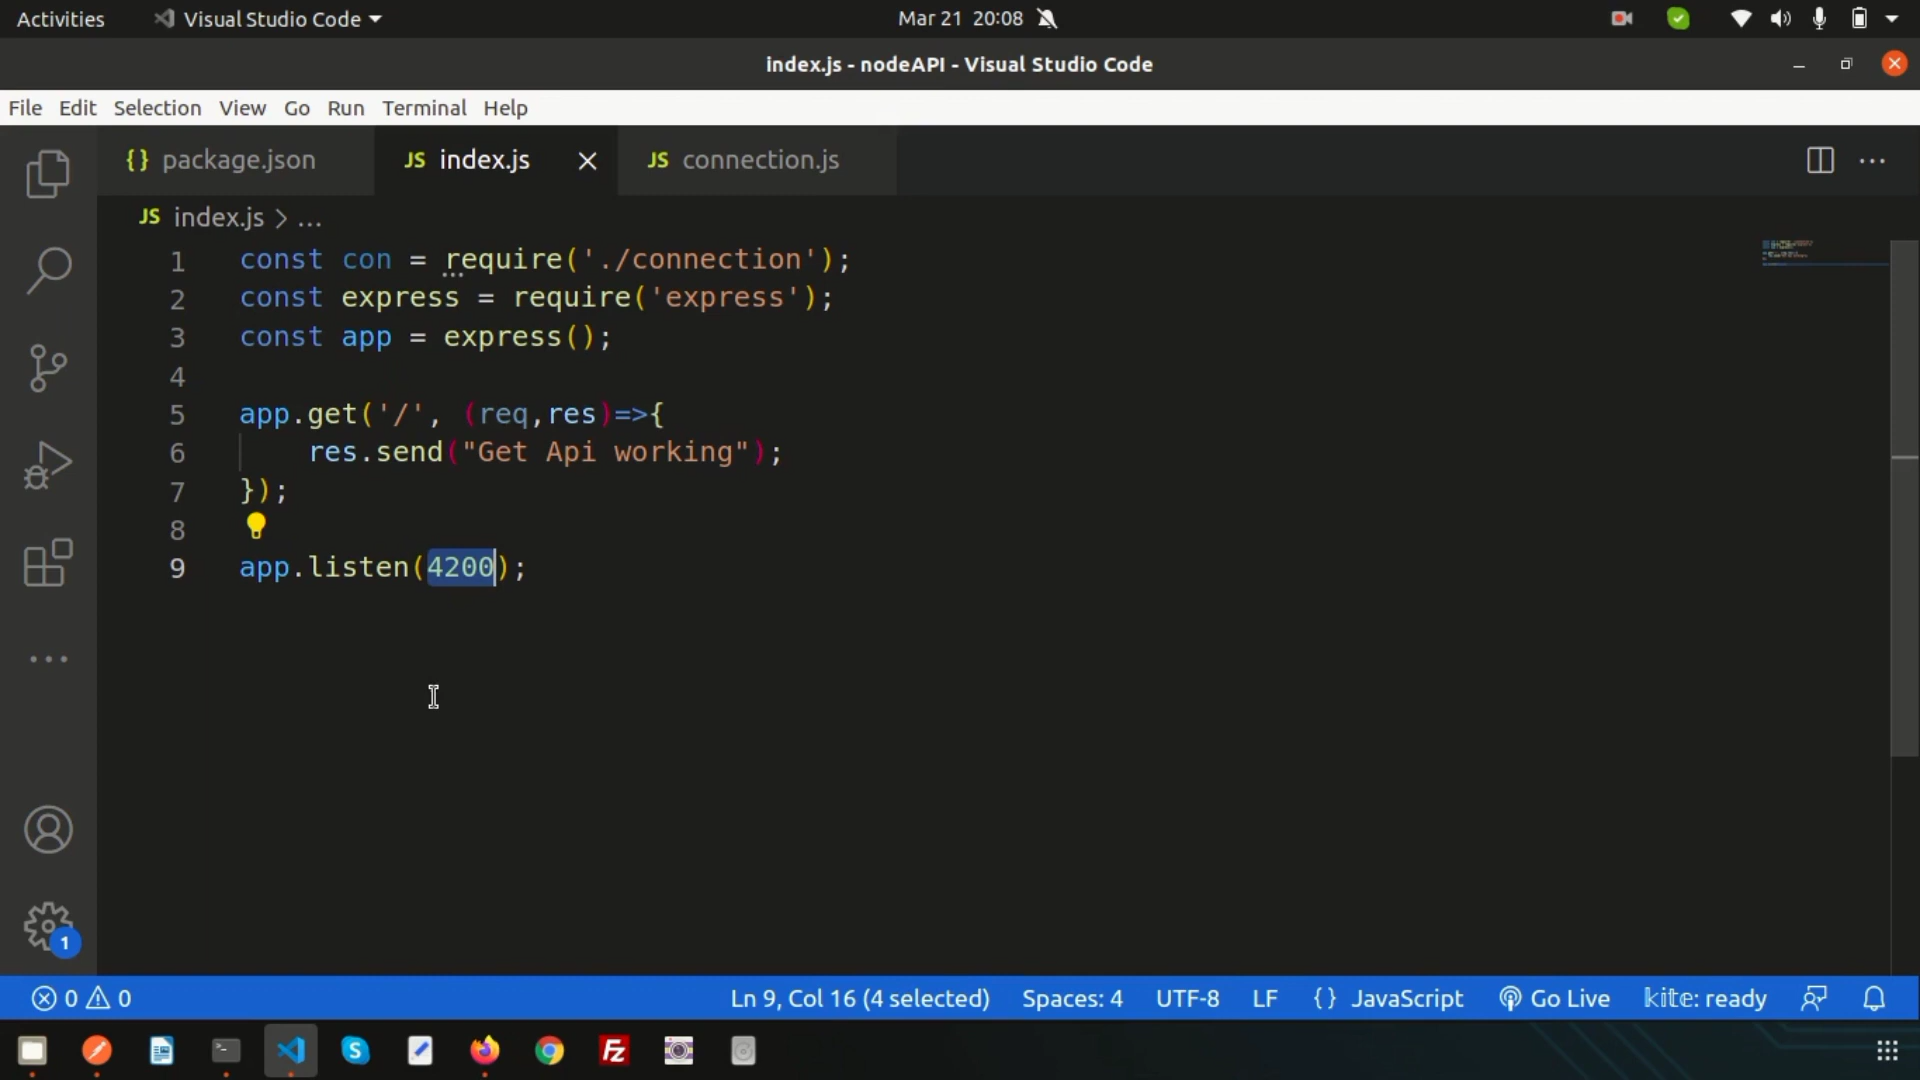 Activities Visual Studio Code Mar 21 20:08
index.js - nodeAPI - Visual Studio Code
File Edit Selection View Go Run Terminal Help
{} package.json JS index.js JS connection.js
JS index.js > ...
1 const con = require('./connection');
2 const express = require('express');
3 const app = express();
4
5 app.get('/', (req,res)=>{
6 res.send("Get Api working");
7 });
8
9 app.listen(4200);
1
0 0 Ln 9, Col 16 (4 selected) Spaces: 4 UTF-8 LF {} JavaScript Go Live kite: ready